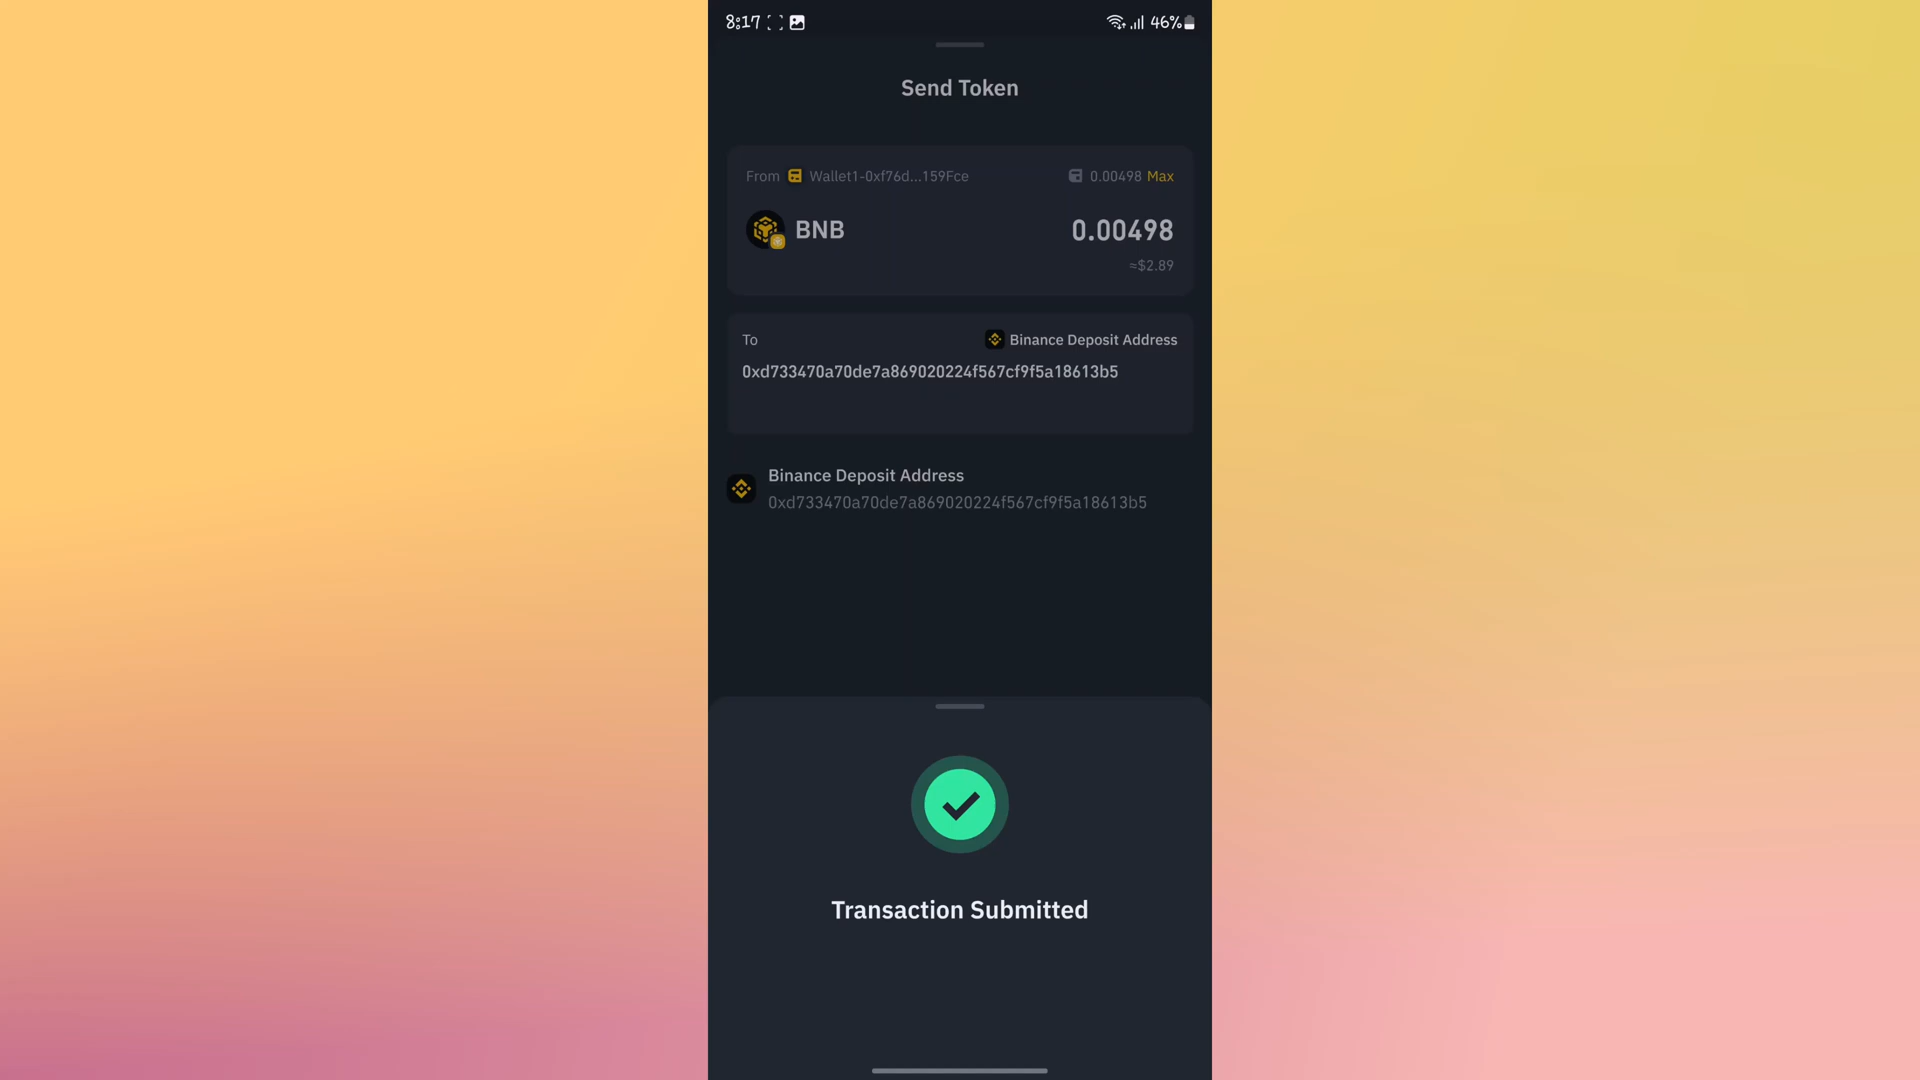 8:17 46%
Send Token
From Wallet1-0xf76d...159Fce 0.00498 Max
BNB 0.00498
≈$2.89
To Binance Deposit Address
0xd733470a70de7a869020224f567cf9f5a18613b5
Binance Deposit Address
0xd733470a70de7a869020224f567cf9f5a18613b5
Transaction Submitted